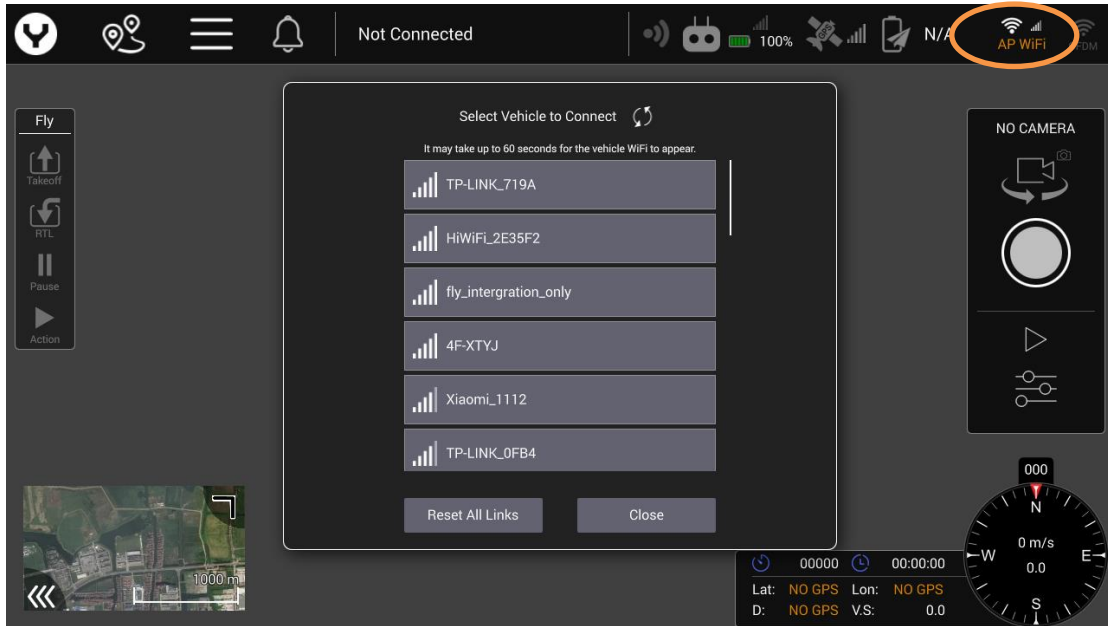 Not Connected
100%
N/A
AP WiFi
Fly
Takeoff
RTL
Pause
Action
Select Vehicle to Connect
It may take up to 60 seconds for the vehicle WiFi to appear.
TP-LINK_719A
HiWiFi_2E35F2
fly_intergration_only
4F-XTYJ
Xiaomi_1112
TP-LINK_0FB4
Reset All Links
Close
NO CAMERA
1000 m
00000
00:00:00
Lat: NO GPS Lon: NO GPS
D: NO GPS V.S: 0.0
000
N
0 m/s
W
E
0.0
S